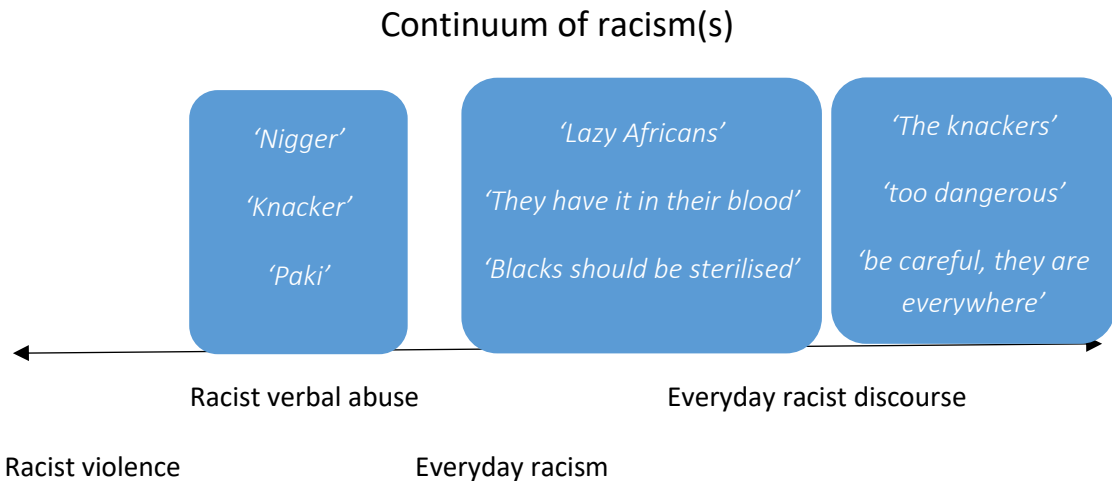 Continuum of racism(s)
‘Nigger’
‘Knacker’
‘Paki’
‘Lazy Africans’
‘They have it in their blood’
‘Blacks should be sterilised’
‘The knackers’
‘too dangerous’
‘be careful, they are
everywhere’
Racist verbal abuse
Everyday racist discourse
Racist violence
Everyday racism